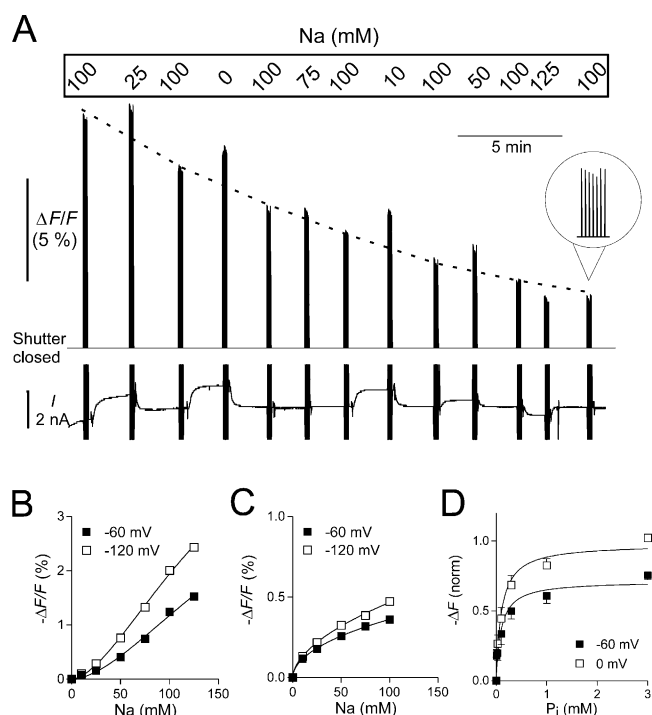 A
Na (mM)
100 25 100 0 100 75 100 10 100 50 100 125 100
5 min
ΔF/F
(5 %)
Shutter
closed
I
2 nA
B
-60 mV
-120 mV
-ΔF/F (%)
3
2
1
0
0 50 100 150
Na (mM)
C
-60 mV
-120 mV
-ΔF/F (%)
1.0
0.5
0.0
0 50 100 150
Na (mM)
D
-ΔF (norm)
1.0
0.5
0.0
-60 mV
0 mV
0 1 2 3
Pi (mM)